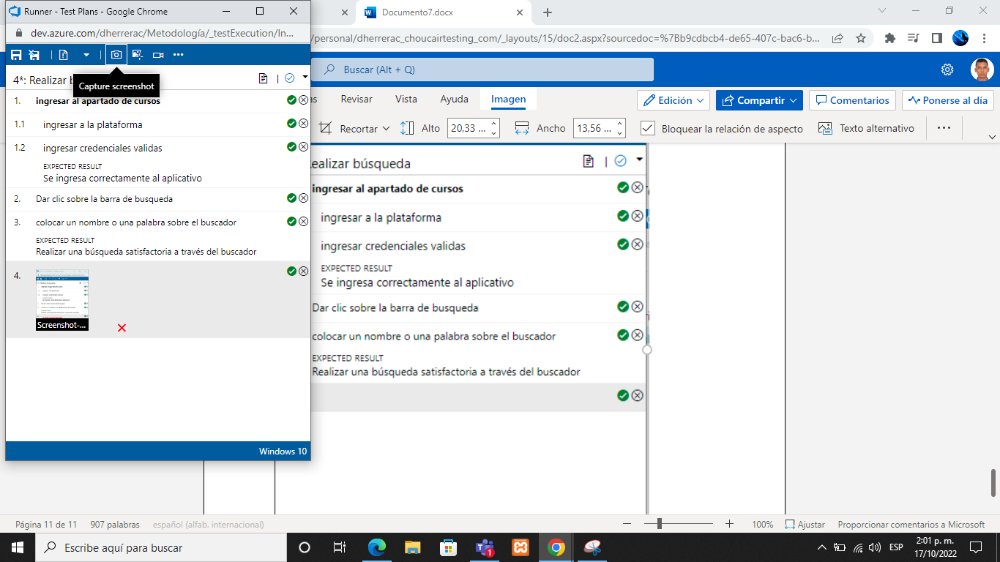 Runner - Test Plans - Google Chrome
Documento7.docx
dev.azure.com/dherrerac/Metodología/_testExecution/In...
/personal/dherrerac_choucairtesting_com/_layouts/15/doc2.aspx?sourcedoc=%7Bb9cdbcb4-de65-407c-bac6-b...
Buscar (Alt + Q)
4*: Realizar b
Capture screenshot
1. ingresar al apartado de cursos
1.1 ingresar a la plataforma
1.2 ingresar credenciales validas
EXPECTED RESULT
Se ingresa correctamente al aplicativo
2. Dar clic sobre la barra de busqueda
3. colocar un nombre o una palabra sobre el buscador
EXPECTED RESULT
Realizar una búsqueda satisfactoria a través del buscador
4.
Screenshot-...
Windows 10
as Revisar Vista Ayuda Imagen
Edición Compartir Comentarios Ponerse al día
Recortar Alto 20,33 ... Ancho 13,56 ... Bloquear la relación de aspecto Texto alternativo
ealizar búsqueda
ingresar al apartado de cursos
ingresar a la plataforma
ingresar credenciales validas
EXPECTED RESULT
Se ingresa correctamente al aplicativo
Dar clic sobre la barra de busqueda
colocar un nombre o una palabra sobre el buscador
EXPECTED RESULT
Realizar una búsqueda satisfactoria a través del buscador
Página 11 de 11 907 palabras español (alfab. internacional) 100% Ajustar Proporcionar comentarios a Microsoft
Escribe aquí para buscar
1
ESP
2:01 p. m.
17/10/2022